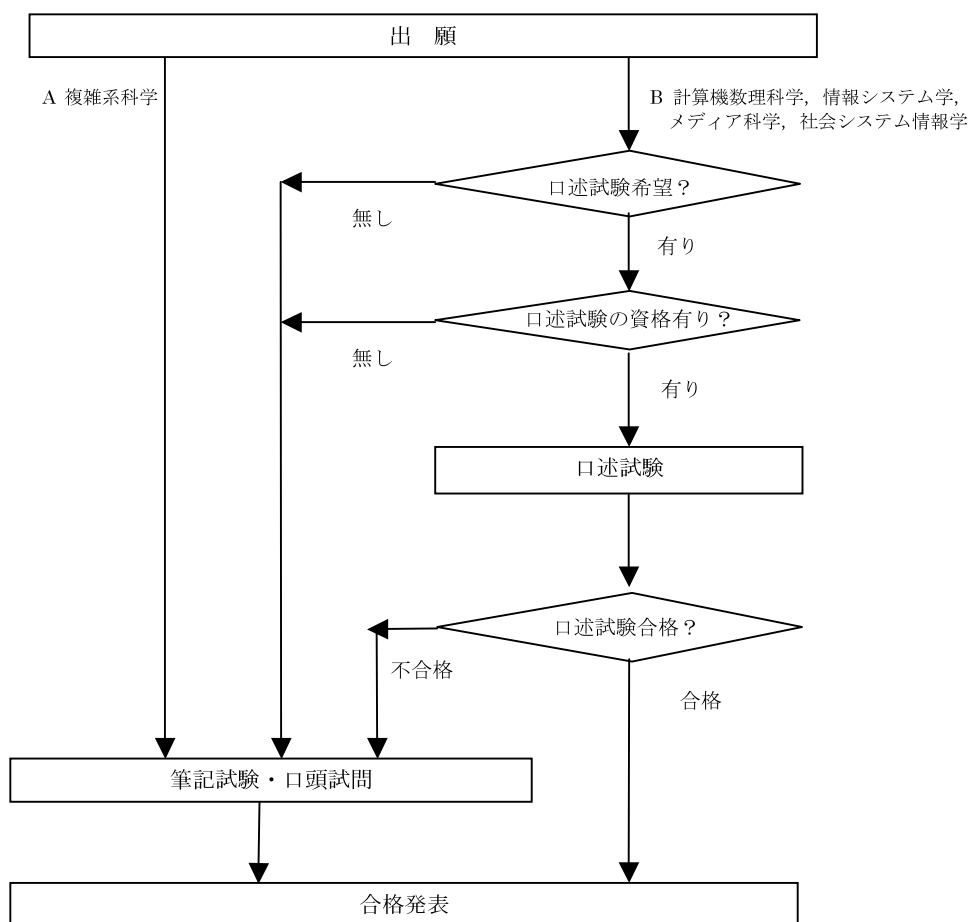 出　願
A 複雑系科学
B 計算機数理科学，情報システム学，
メディア科学，社会システム情報学
口述試験希望？
無し
有り
口述試験の資格有り？
無し
有り
口述試験
口述試験合格？
不合格
合格
筆記試験・口頭試問
合格発表